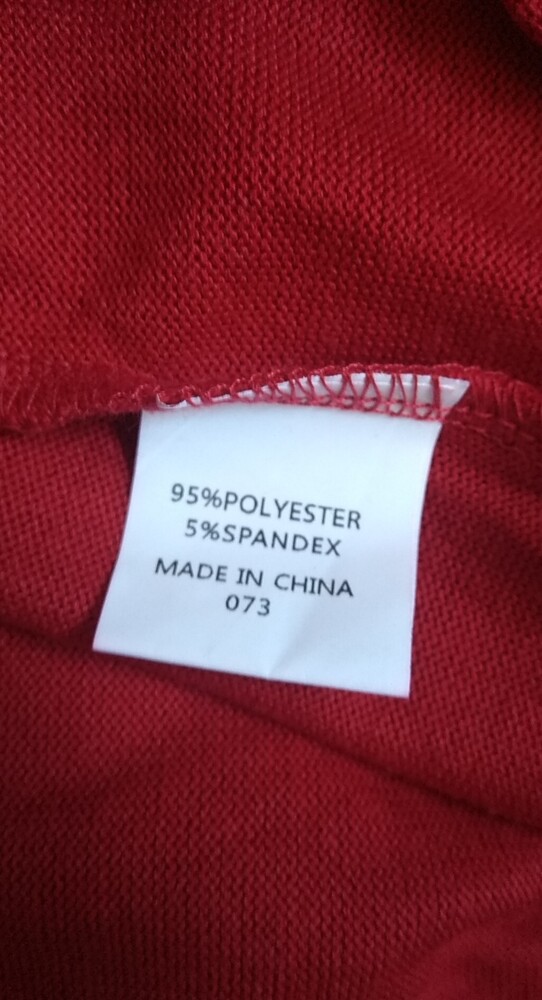 95%POLYESTER
5%SPANDEX
MADE IN CHINA
073